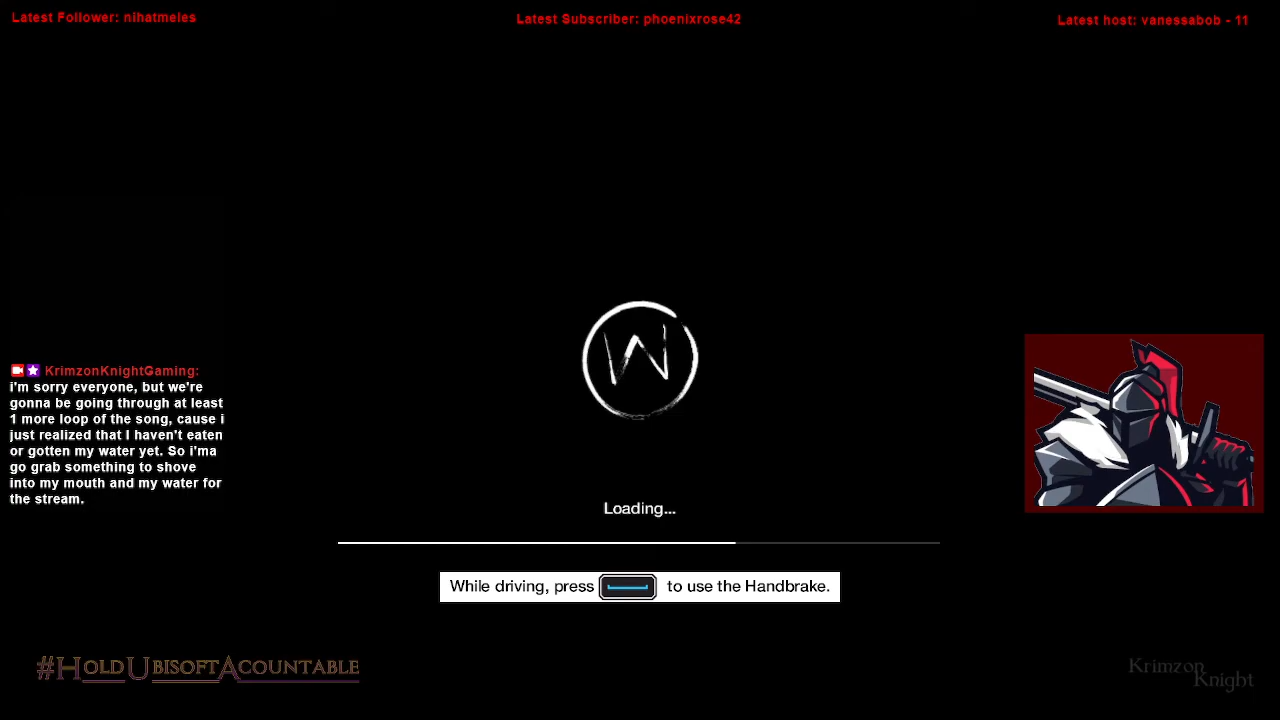 Latest Follower: nihatmeles
Latest Subscriber: phoenixrose42
Latest host: vanessabob - 11
W
KrimzonKnightGaming:
i'm sorry everyone, but we're
gonna be going through at least
1 more loop of the song, cause i
just realized that I haven't eaten
or gotten my water yet. So i'ma
go grab something to shove
into my mouth and my water for
the stream.
Loading...
While driving, press to use the Handbrake.
#HoldUbisoftAcountable
Krimzon
Knight